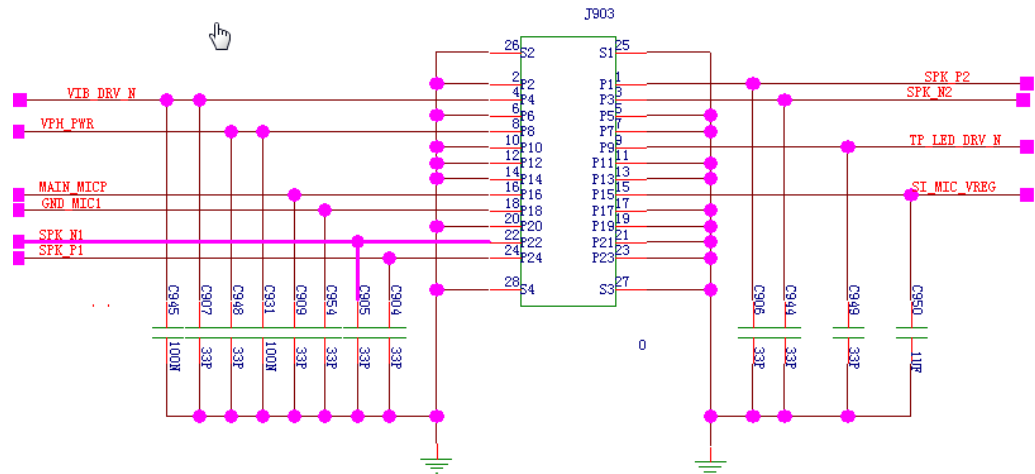 J903
26 S2 S1 25
2 P2 P1 1 SPK_P2
VIB_DRV_N 4 P4 P3 3 SPK_N2
6 P6 P5 5
VPH_PWR 8 P8 P7 7
10 P10 P9 9 TP_LED_DRV_N
12 P12 P11 11
14 P14 P13 13
MAIN_MICP 16 P16 P15 15 SI_MIC_VREG
GND_MIC1 18 P18 P17 17
20 P20 P19 19
SPK_N1 22 P22 P21 21
SPK_P1 24 P24 P23 23
28 S4 S3 27
C945 C907 C948 C931 C909 C954 C905 C904 C906 C944 C949 C950
0
100N 33P 33P 100N 33P 33P 33P 33P 33P 33P 33P 1UF